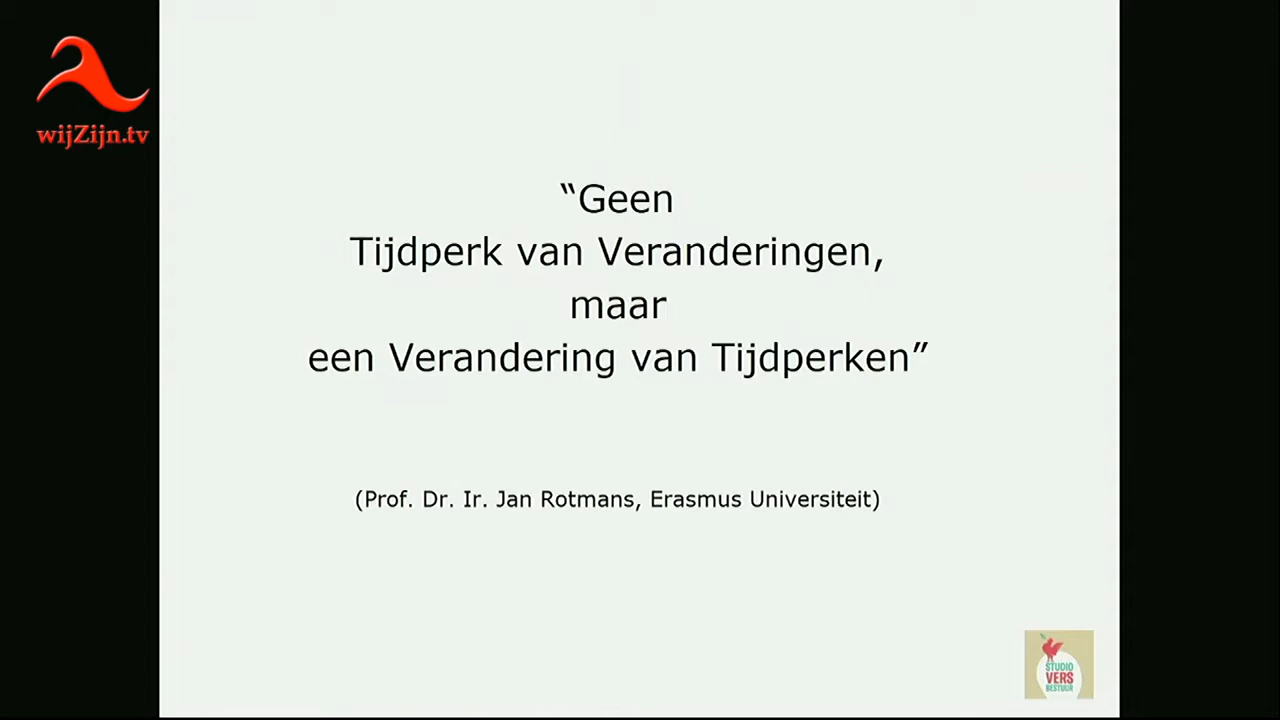 wijZijn.tv
“Geen
Tijdperk van Veranderingen,
maar
een Verandering van Tijdperken”
(Prof. Dr. Ir. Jan Rotmans, Erasmus Universiteit)
STUDIO
VERS
BESTUUR